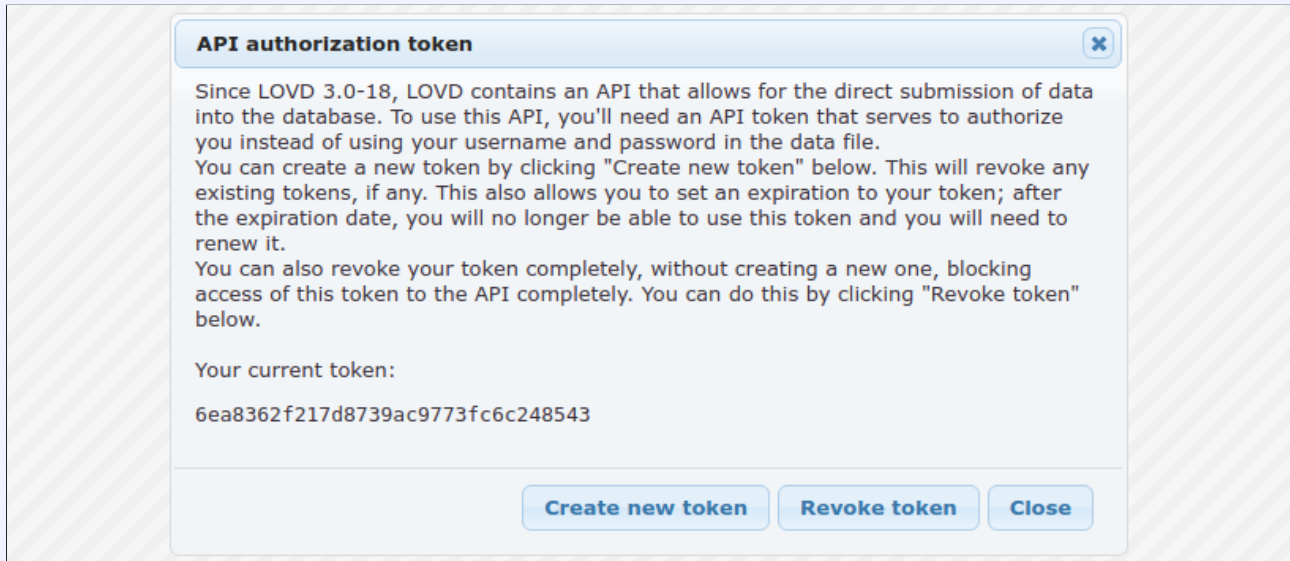 API authorization token
Since LOVD 3.0-18, LOVD contains an API that allows for the direct submission of data
into the database. To use this API, you'll need an API token that serves to authorize
you instead of using your username and password in the data file.
You can create a new token by clicking "Create new token" below. This will revoke any
existing tokens, if any. This also allows you to set an expiration to your token; after
the expiration date, you will no longer be able to use this token and you will need to
renew it.
You can also revoke your token completely, without creating a new one, blocking
access of this token to the API completely. You can do this by clicking "Revoke token"
below.
Your current token:
6ea8362f217d8739ac9773fc6c248543
Create new token Revoke token Close